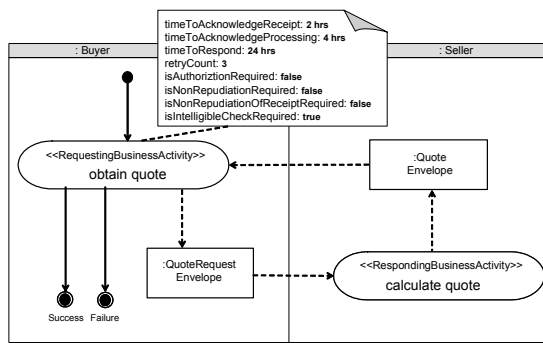 timeToAcknowledgeReceipt: 2 hrs
timeToAcknowledgeProcessing: 4 hrs
timeToRespond: 24 hrs
retryCount: 3
isAuthoriztionRequired: false
isNonRepudiationRequired: false
isNonRepudiationOfReceiptRequired: false
isIntelligibleCheckRequired: true
: Buyer
: Seller
<<RequestingBusinessActivity>>
obtain quote
:Quote
Envelope
:QuoteRequest
Envelope
<<RespondingBusinessActivity>>
calculate quote
Success
Failure